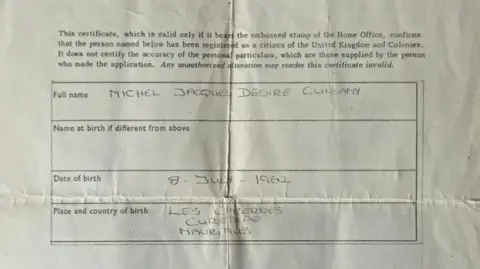 This certificate, which is valid only if it bears the embossed stamp of the Home Office, confirms
that the person named below has been registered as a citizen of the United Kingdom and Colonies.
It does not certify the accuracy of the personal particulars, which are those supplied by the person
who made the application. Any unauthorised alteration may render this certificate invalid.
Full name MICHEL JACQUES DESIRE
Name at birth if different from above
Date of birth 8 - JULY - 1962
Place and country of birth LES
MAURITIUS